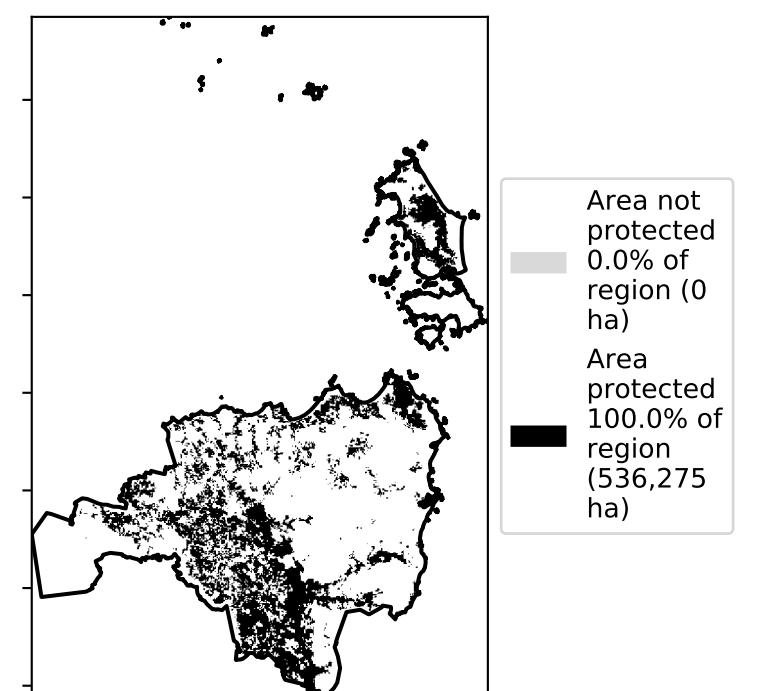 Area not
protected
0.0% of
region (0
ha)
Area
protected
100.0% of
region
(536,275
ha)